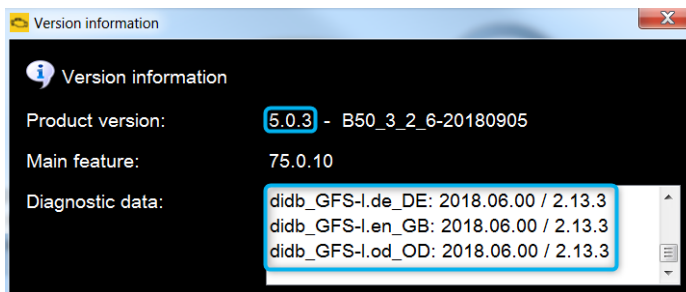 Version information
Version information
Product version: 5.0.3 - B50_3_2_6-20180905
Main feature: 75.0.10
Diagnostic data: didb_GFS-I.de_DE: 2018.06.00 / 2.13.3
didb_GFS-I.en_GB: 2018.06.00 / 2.13.3
didb_GFS-I.od_OD: 2018.06.00 / 2.13.3